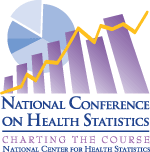 NATIONAL CONFERENCE
ON HEALTH STATISTICS
CHARTING THE COURSE
NATIONAL CENTER FOR HEALTH STATISTICS